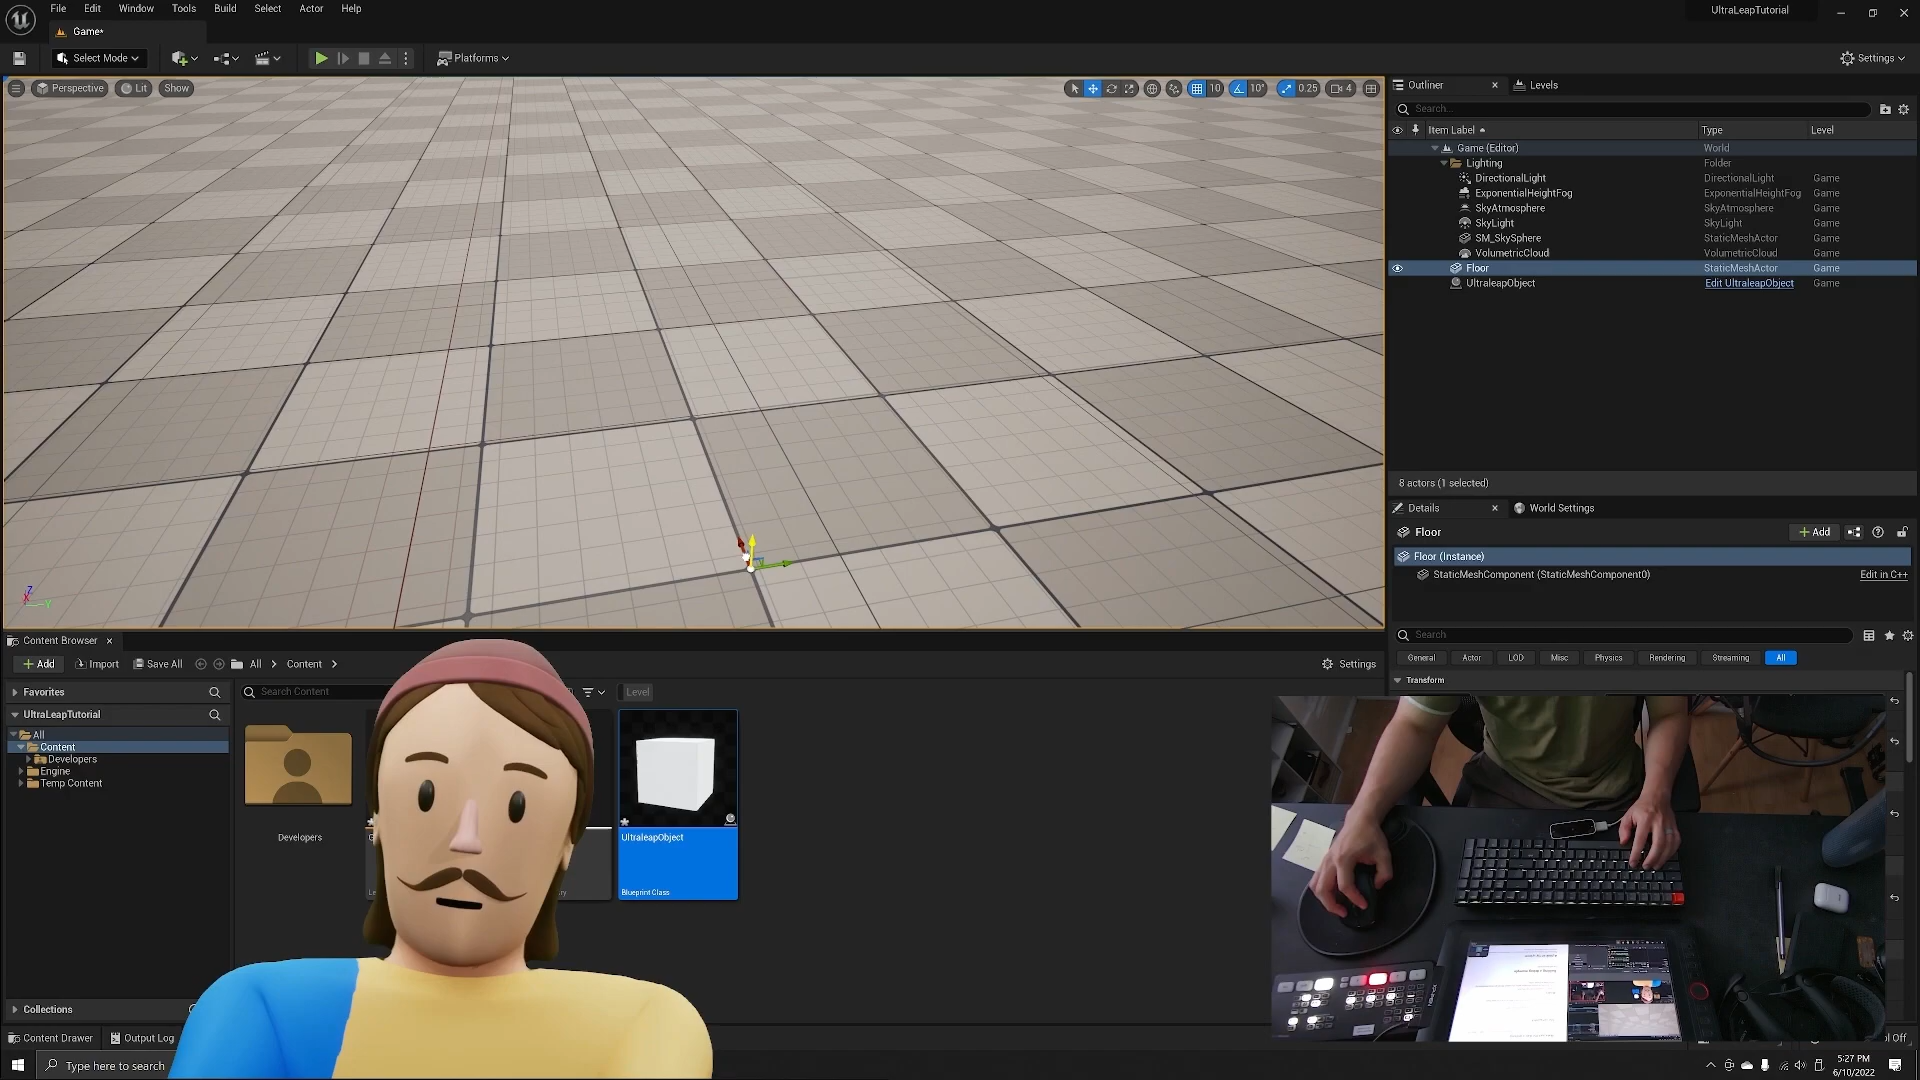 File Edit Window Tools Build Select Actor Help
UltraLeapTutorial
Game*
Select Mode
Platforms
Settings
Perspective Lit Show
10 10° 0.25 4
Outliner
Levels
Search...
Item Label Type Level
Game (Editor) World
Lighting Folder
DirectionalLight DirectionalLight Game
ExponentialHeightFog ExponentialHeightFog Game
SkyAtmosphere SkyAtmosphere Game
SkyLight SkyLight Game
SM_SkySphere StaticMeshActor Game
VolumetricCloud VolumetricCloud Game
Floor StaticMeshActor Game
UltraleapObject Edit UltraleapObject Game
8 actors (1 selected)
Details
World Settings
Floor
Add
Floor (Instance)
StaticMeshComponent (StaticMeshComponent0) Edit in C++
Search
General Actor LOD Misc Physics Rendering Streaming All
Transform
Z
X
Y
Content Browser
Add Import Save All All Content
Settings
Favorites
Search Content
Level
UltraLeapTutorial
All
Content
Developers
Engine
Temp Content
Developers
UltraleapObject
Blueprint Class
Collections
Content Drawer Output Log
Type here to search
5:27 PM
6/10/2022